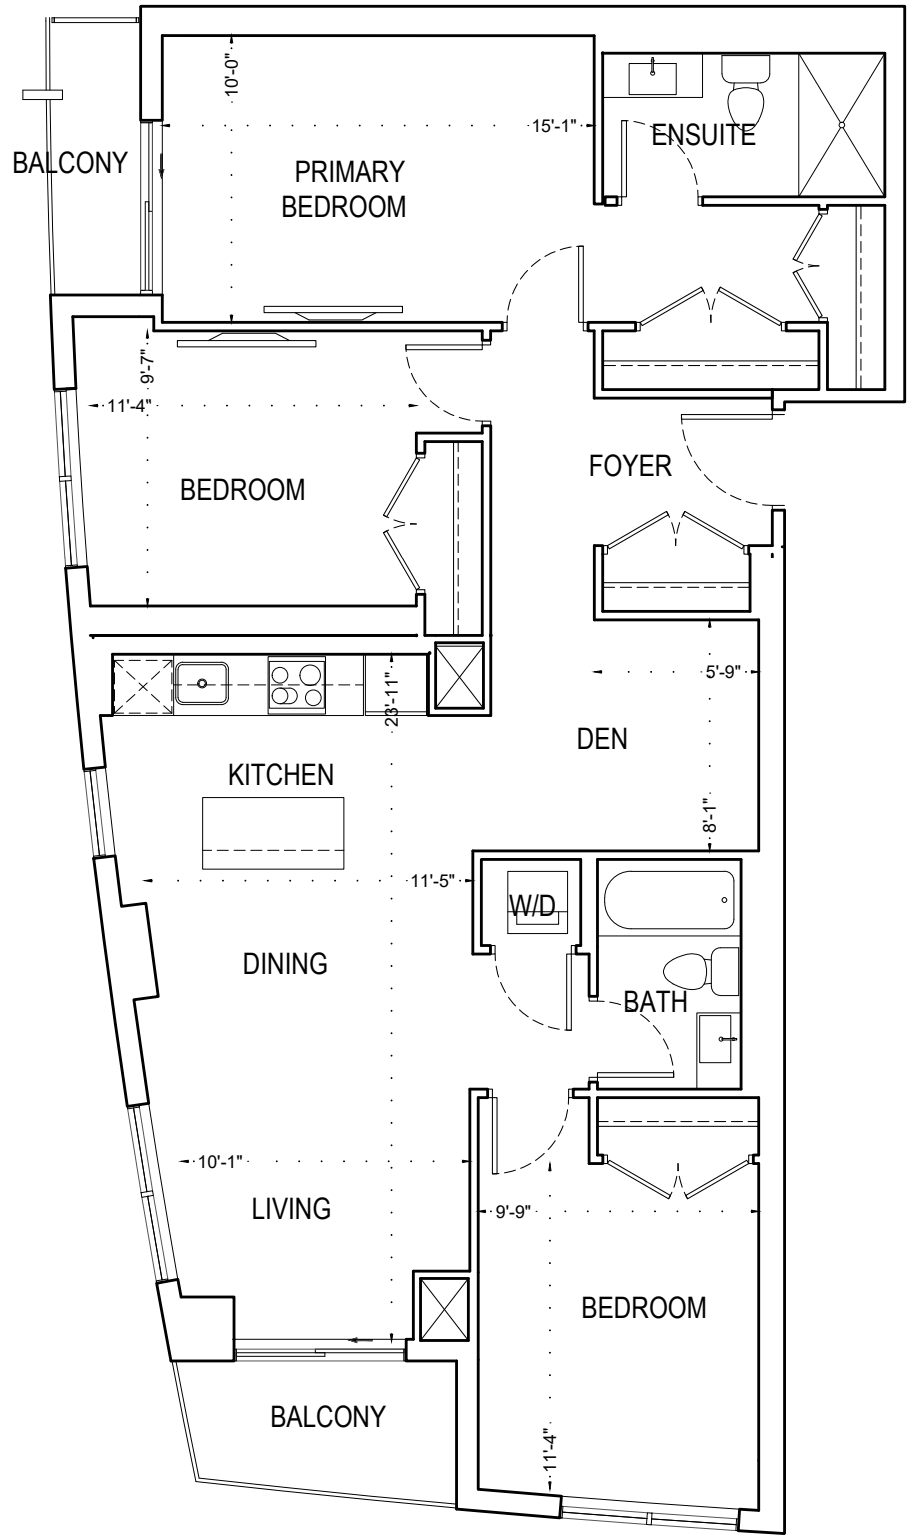 10'-0"
15'-1"
ENSUITE
BALCONY
PRIMARY
BEDROOM
9'-7"
11'-4"
FOYER
BEDROOM
5'-9"
23'-11"
DEN
KITCHEN
8'-1"
11'-5"
W/D
DINING
BATH
10'-1"
LIVING
9'-9"
BEDROOM
BALCONY
11'-4"